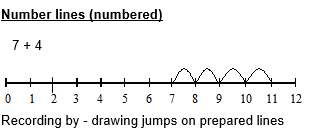 Number lines (numbered)
7 + 4
0 1 2 3 4 5 6 7 8 9 10 11 12
Recording by - drawing jumps on prepared lines